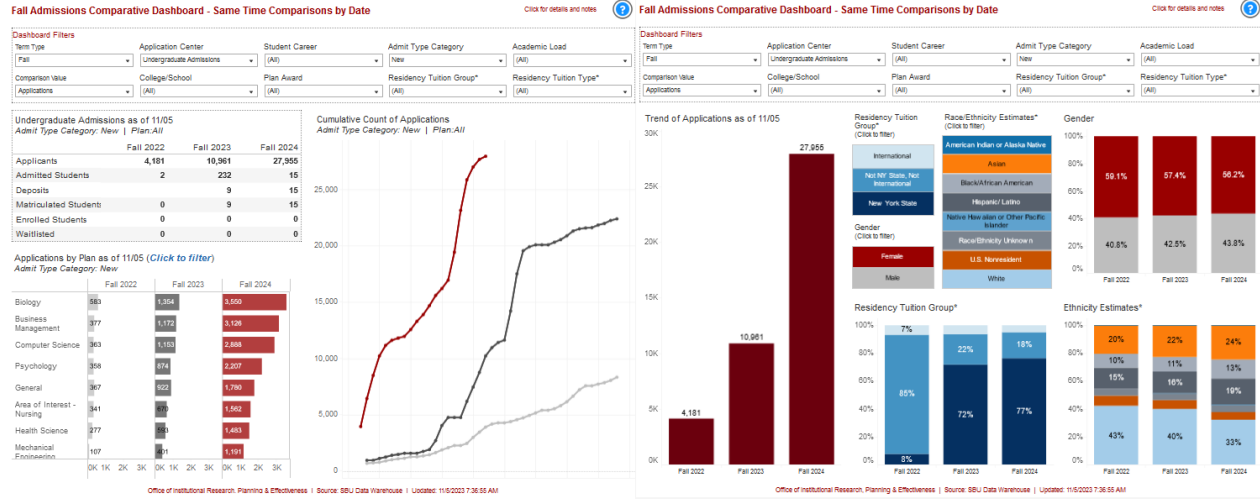 Fall Admissions Comparative Dashboard - Same Time Comparisons by Date
Click for details and notes
?
Dashboard Filters
Term Type
Application Center
Student Career
Admit Type Category
Academic Load
Fall
Undergraduate Admissions
(All)
New
(All)
Comparison Value
College/School
Plan Award
Residency Tuition Group*
Residency Tuition Type*
Applications
(All)
(All)
(All)
(All)
Undergraduate Admissions as of 11/05
Admit Type Category: New | Plan:All
Fall 2022 Fall 2023 Fall 2024
Applicants 4,181 10,961 27,955
Admitted Students 2 232 15
Deposits 9 15
Matriculated Students 0 9 15
Enrolled Students 0 0 0
Waitlisted 0 0 0
Applications by Plan as of 11/05 (Click to filter)
Admit Type Category: New
Fall 2022 Fall 2023 Fall 2024
Biology 583 1,354 3,550
Business
Management 377 1,172 3,126
Computer Science 363 1,153 2,888
Psychology 358 874 2,207
General 367 922 1,780
Area of Interest -
Nursing 341 670 1,562
Health Science 277 593 1,483
Mechanical
Engineering 107 401 1,191
0K 1K 2K 3K 0K 1K 2K 3K 0K 1K 2K 3K
Cumulative Count of Applications
Admit Type Category: New | Plan:All
25,000
20,000
15,000
10,000
5,000
0
Office of Institutional Research, Planning & Effectiveness | Source: SBU Data Warehouse | Updated: 11/5/2023 7:36:55 AM
Fall Admissions Comparative Dashboard - Same Time Comparisons by Date
Click for details and notes
?
Dashboard Filters
Term Type
Application Center
Student Career
Admit Type Category
Academic Load
Fall
Undergraduate Admissions
(All)
New
(All)
Comparison Value
College/School
Plan Award
Residency Tuition Group*
Residency Tuition Type*
Applications
(All)
(All)
(All)
(All)
Trend of Applications as of 11/05
30K
25K
20K
15K
10K
5K
0K
4,181
10,961
27,955
Fall 2022 Fall 2023 Fall 2024
Residency Tuition
Group*
(Click to filter)
International
Not NY State, Not
International
New York State
Gender
(Click to filter)
Female
Male
Race/Ethnicity Estimates*
(Click to filter)
American Indian or Alaska Native
Asian
Black/African American
Hispanic/ Latino
Native Hawaiian or Other Pacific
Islander
Race/Ethnicity Unknown
U.S. Nonresident
White
Gender
100%
80%
60%
40%
20%
0%
59.1% 57.4% 56.2%
40.8% 42.5% 43.8%
Fall 2022 Fall 2023 Fall 2024
Residency Tuition Group*
100%
80%
60%
40%
20%
0%
7%
85% 22% 18%
8% 72% 77%
Fall 2022 Fall 2023 Fall 2024
Ethnicity Estimates*
100%
80%
60%
40%
20%
0%
20% 22% 24%
10% 11% 13%
15% 16% 19%
43% 40% 33%
Fall 2022 Fall 2023 Fall 2024
Office of Institutional Research, Planning & Effectiveness | Source: SBU Data Warehouse | Updated: 11/5/2023 7:36:55 AM